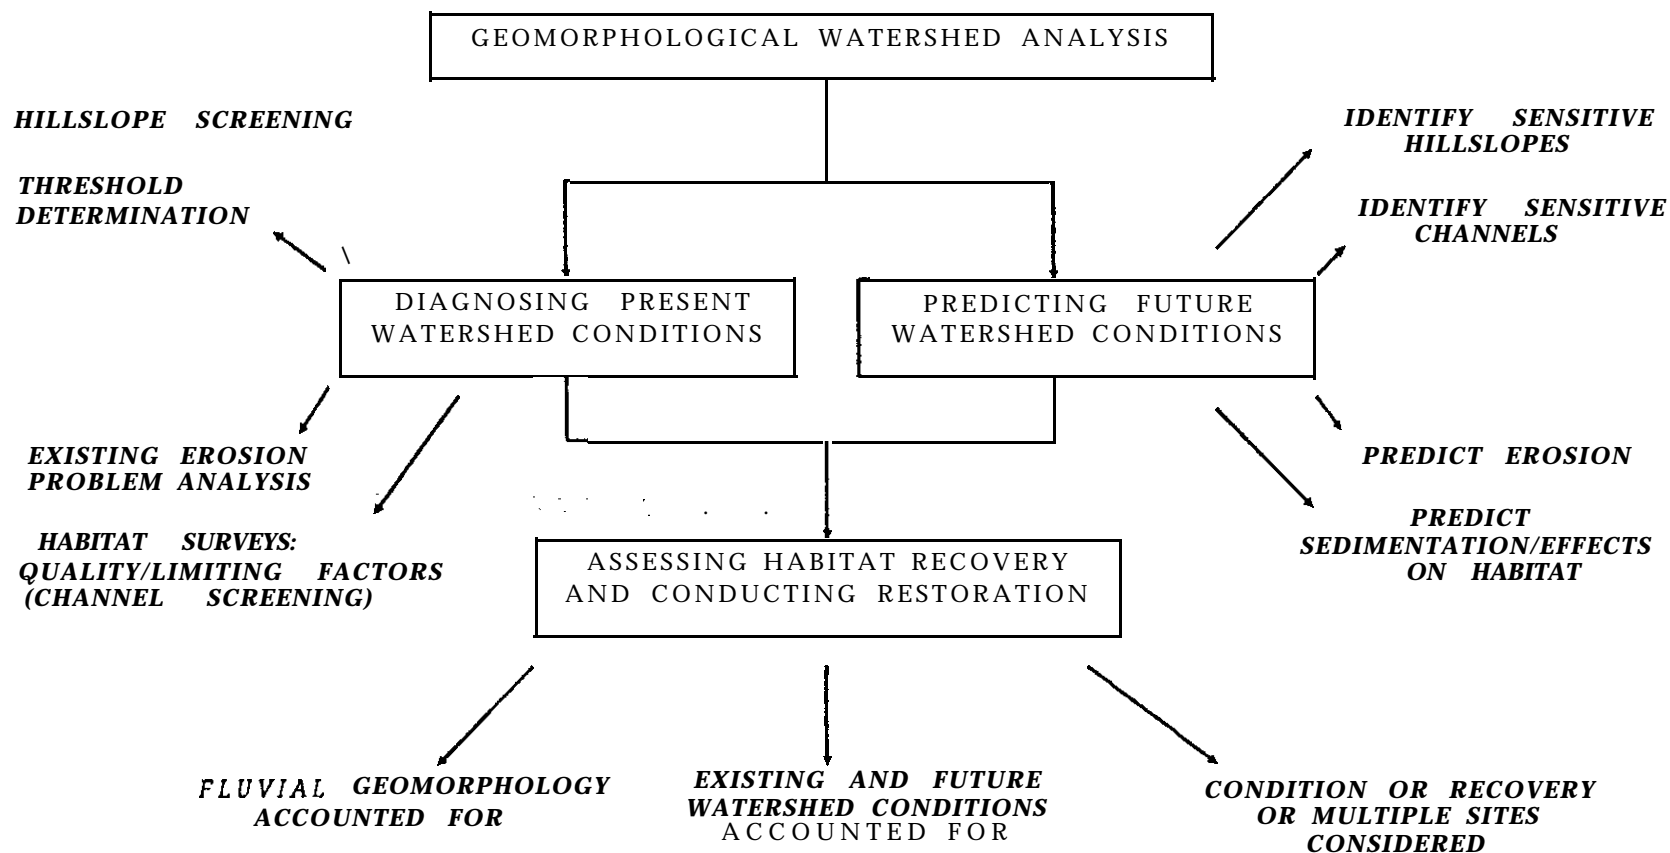 GEOMORPHOLOGICAL WATERSHED ANALYSIS
HILLSLOPE SCREENING
THRESHOLD
DETERMINATION
IDENTIFY SENSITIVE
HILLSLOPES
IDENTIFY SENSITIVE
CHANNELS
DIAGNOSING PRESENT
WATERSHED CONDITIONS
PREDICTING FUTURE
WATERSHED CONDITIONS
EXISTING EROSION
PROBLEM ANALYSIS
HABITAT SURVEYS:
QUALITY/LIMITING FACTORS
(CHANNEL SCREENING)
PREDICT EROSION
PREDICT
SEDIMENTATION/EFFECTS
ON HABITAT
ASSESSING HABITAT RECOVERY
AND CONDUCTING RESTORATION
FLUVIAL GEOMORPHOLOGY
ACCOUNTED FOR
EXISTING AND FUTURE
WATERSHED CONDITIONS
ACCOUNTED FOR
CONDITION OR RECOVERY
OR MULTIPLE SITES
CONSIDERED